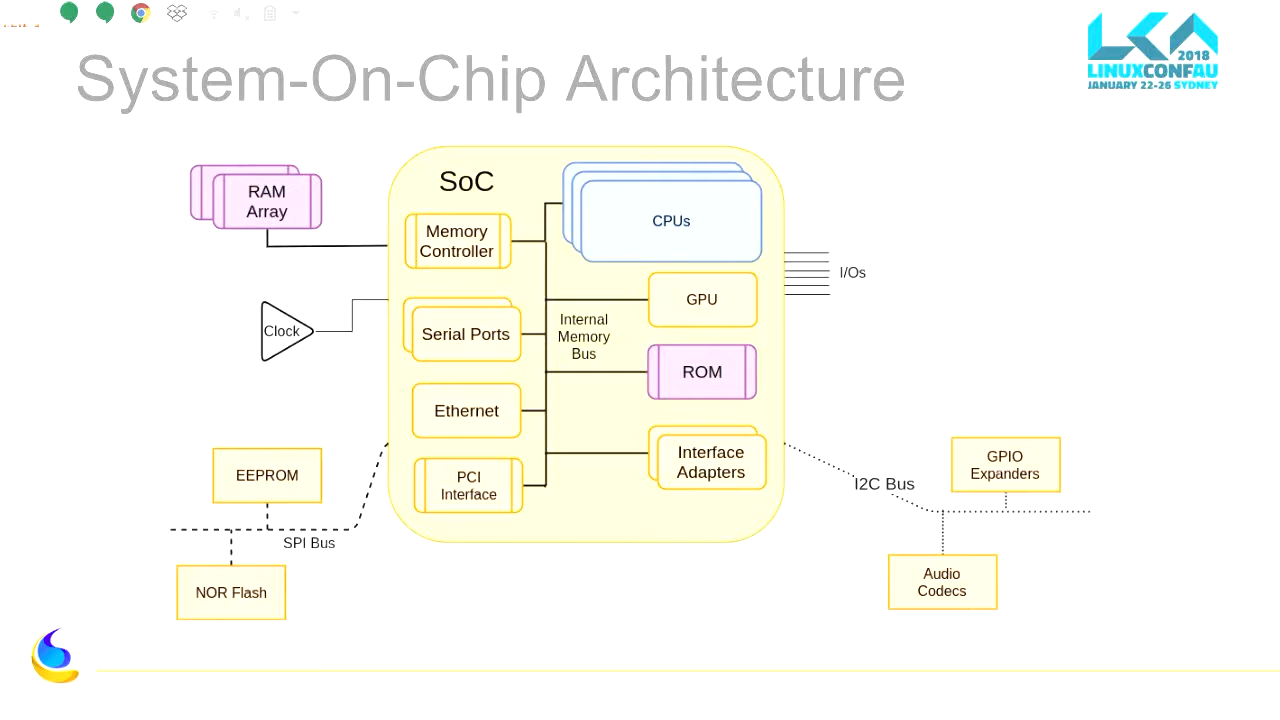 System-On-Chip Architecture
2018
LINUXCONFAU
JANUARY 22-26 SYDNEY
SoC
RAM
Array
Memory
Controller
CPUs
I/Os
GPU
Clock
Serial Ports
Internal
Memory
Bus
ROM
Ethernet
Interface
Adapters
PCI
Interface
EEPROM
SPI Bus
NOR Flash
I2C Bus
GPIO
Expanders
Audio
Codecs